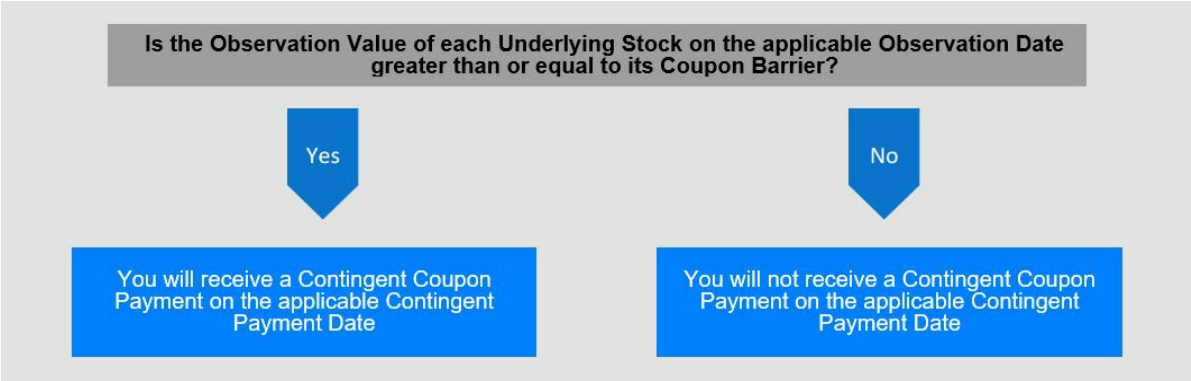 Is the Observation Value of each Underlying Stock on the applicable Observation Date
greater than or equal to its Coupon Barrier?
Yes
No
You will receive a Contingent Coupon
Payment on the applicable Contingent
Payment Date
You will not receive a Contingent Coupon
Payment on the applicable Contingent
Payment Date